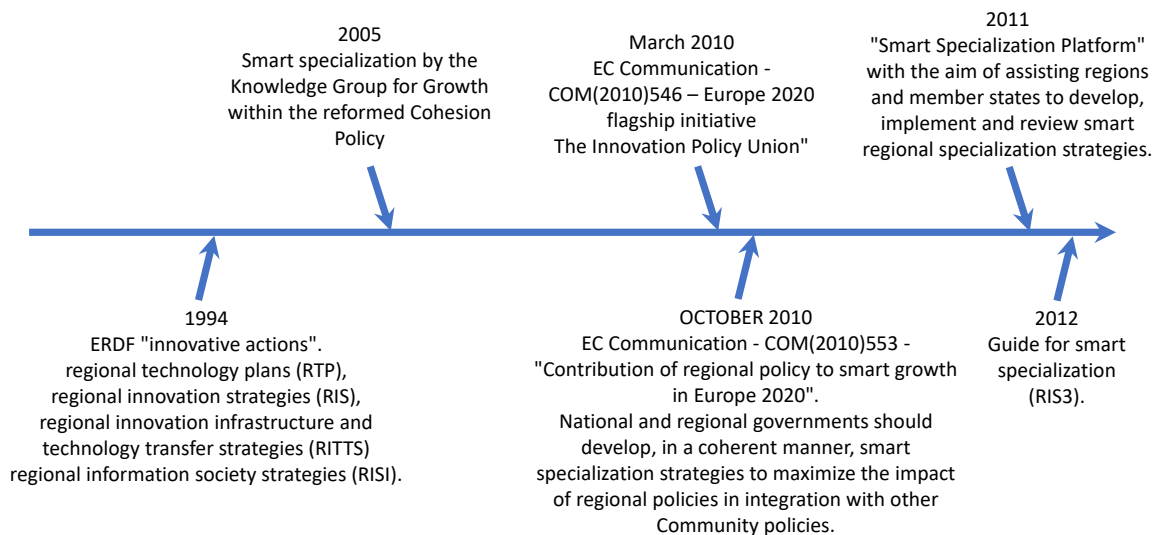 2005
Smart specialization by the
Knowledge Group for Growth
within the reformed Cohesion
Policy
March 2010
EC Communication -
COM(2010)546 – Europe 2020
flagship initiative
The Innovation Policy Union"
2011
"Smart Specialization Platform"
with the aim of assisting regions
and member states to develop,
implement and review smart
regional specialization strategies.
1994
ERDF "innovative actions".
regional technology plans (RTP),
regional innovation strategies (RIS),
regional innovation infrastructure and
technology transfer strategies (RITTS)
regional information society strategies (RISI).
OCTOBER 2010
EC Communication - COM(2010)553 -
"Contribution of regional policy to smart growth
in Europe 2020".
National and regional governments should
develop, in a coherent manner, smart
specialization strategies to maximize the impact
of regional policies in integration with other
Community policies.
2012
Guide for smart
specialization
(RIS3).